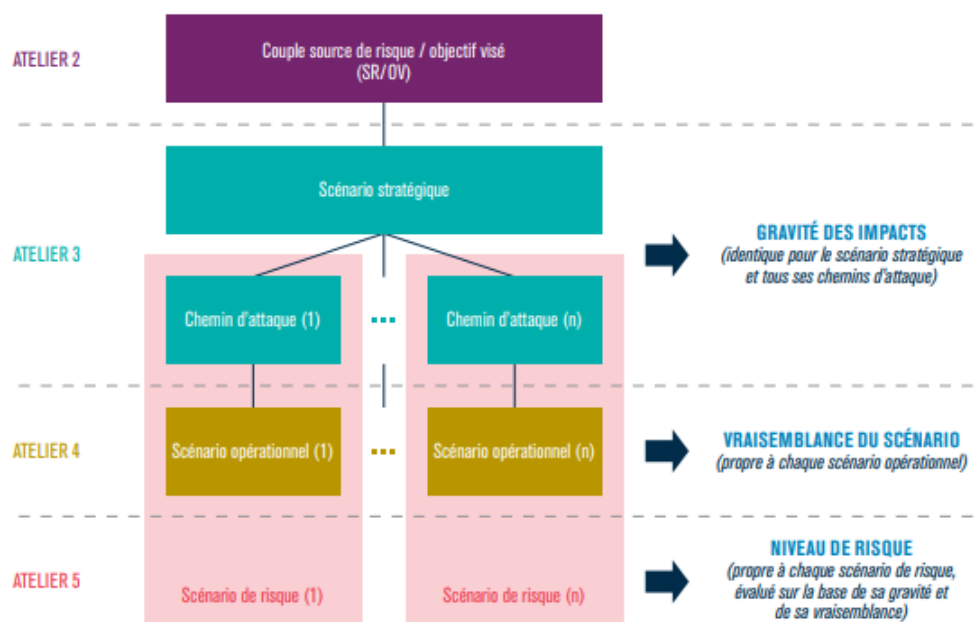 ATELIER 2
Couple source de risque / objectif visé
(SR/OV)
ATELIER 3
Scénario stratégique
Chemin d'attaque (1)
Chemin d'attaque (n)
GRAVITÉ DES IMPACTS
(identique pour le scénario stratégique
et tous ses chemins d'attaque)
ATELIER 4
Scénario opérationnel (1)
Scénario opérationnel (n)
VRAISEMBLANCE DU SCÉNARIO
(propre à chaque scénario opérationnel)
ATELIER 5
Scénario de risque (1)
Scénario de risque (n)
NIVEAU DE RISQUE
(propre à chaque scénario de risque,
évalué sur la base de sa gravité et
de sa vraisemblance)